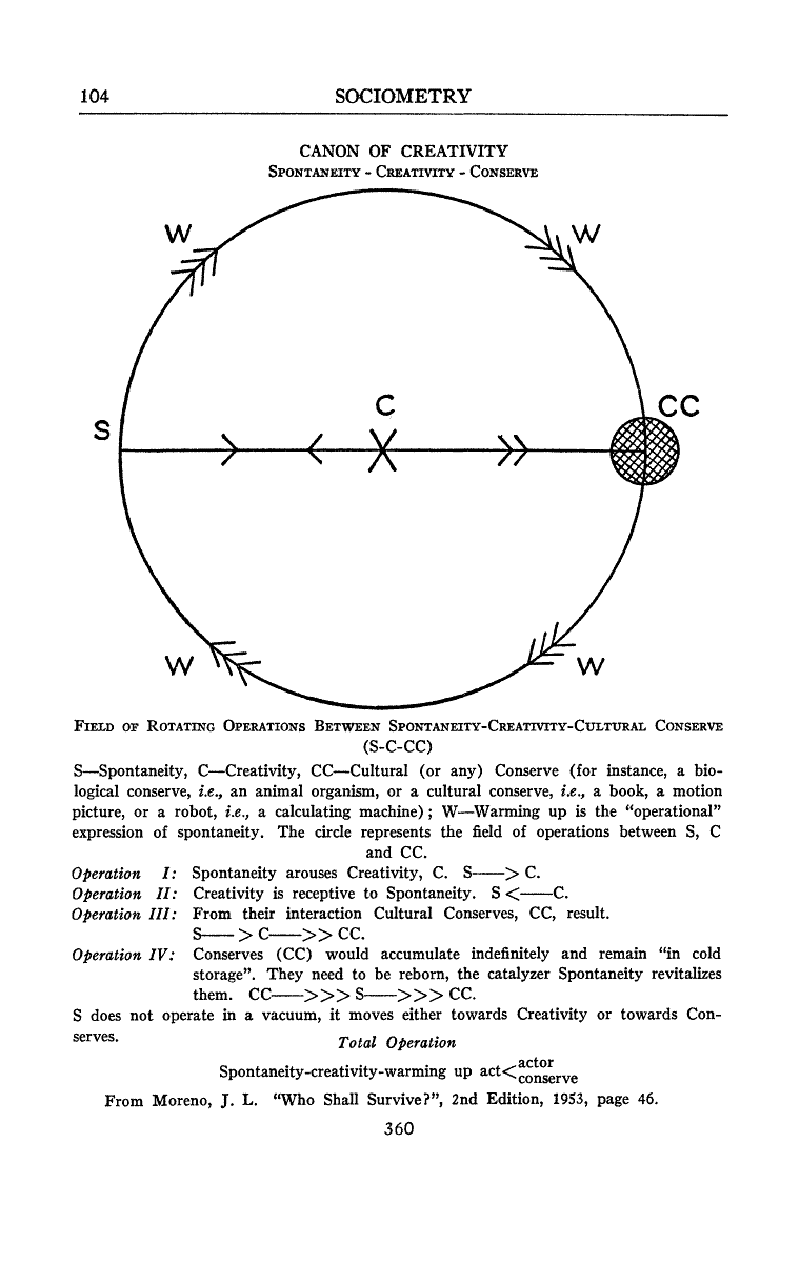 104 SOCIOMETRY
CANON OF CREATIVITY
SPONTANEITY - CREATIVITY - CONSERVE
W W
C
S CC
W W
FIELD OF ROTATING OPERATIONS BETWEEN SPONTANEITY-CREATIVITY-CULTURAL CONSERVE
(S-C-CC)
S—Spontaneity, C—Creativity, CC—Cultural (or any) Conserve (for instance, a bio-
logical conserve, i.e., an animal organism, or a cultural conserve, i.e., a book, a motion
picture, or a robot, i.e., a calculating machine); W—Warming up is the "operational"
expression of spontaneity. The circle represents the field of operations between S, C
and CC.
Operation I: Spontaneity arouses Creativity, C. S——> C.
Operation II: Creativity is receptive to Spontaneity. S <——C.
Operation III: From their interaction Cultural Conserves, CC, result.
S——> C——>> CC.
Operation IV: Conserves (CC) would accumulate indefinitely and remain "in cold
storage". They need to be reborn, the catalyzer Spontaneity revitalizes
them. CC——>>> S——>>> CC.
S does not operate in a vacuum, it moves either towards Creativity or towards Con-
serves.
Total Operation
Spontaneity-creativity-warming up act< actor
conserve
From Moreno, J. L. "Who Shall Survive?", 2nd Edition, 1953, page 46.
360